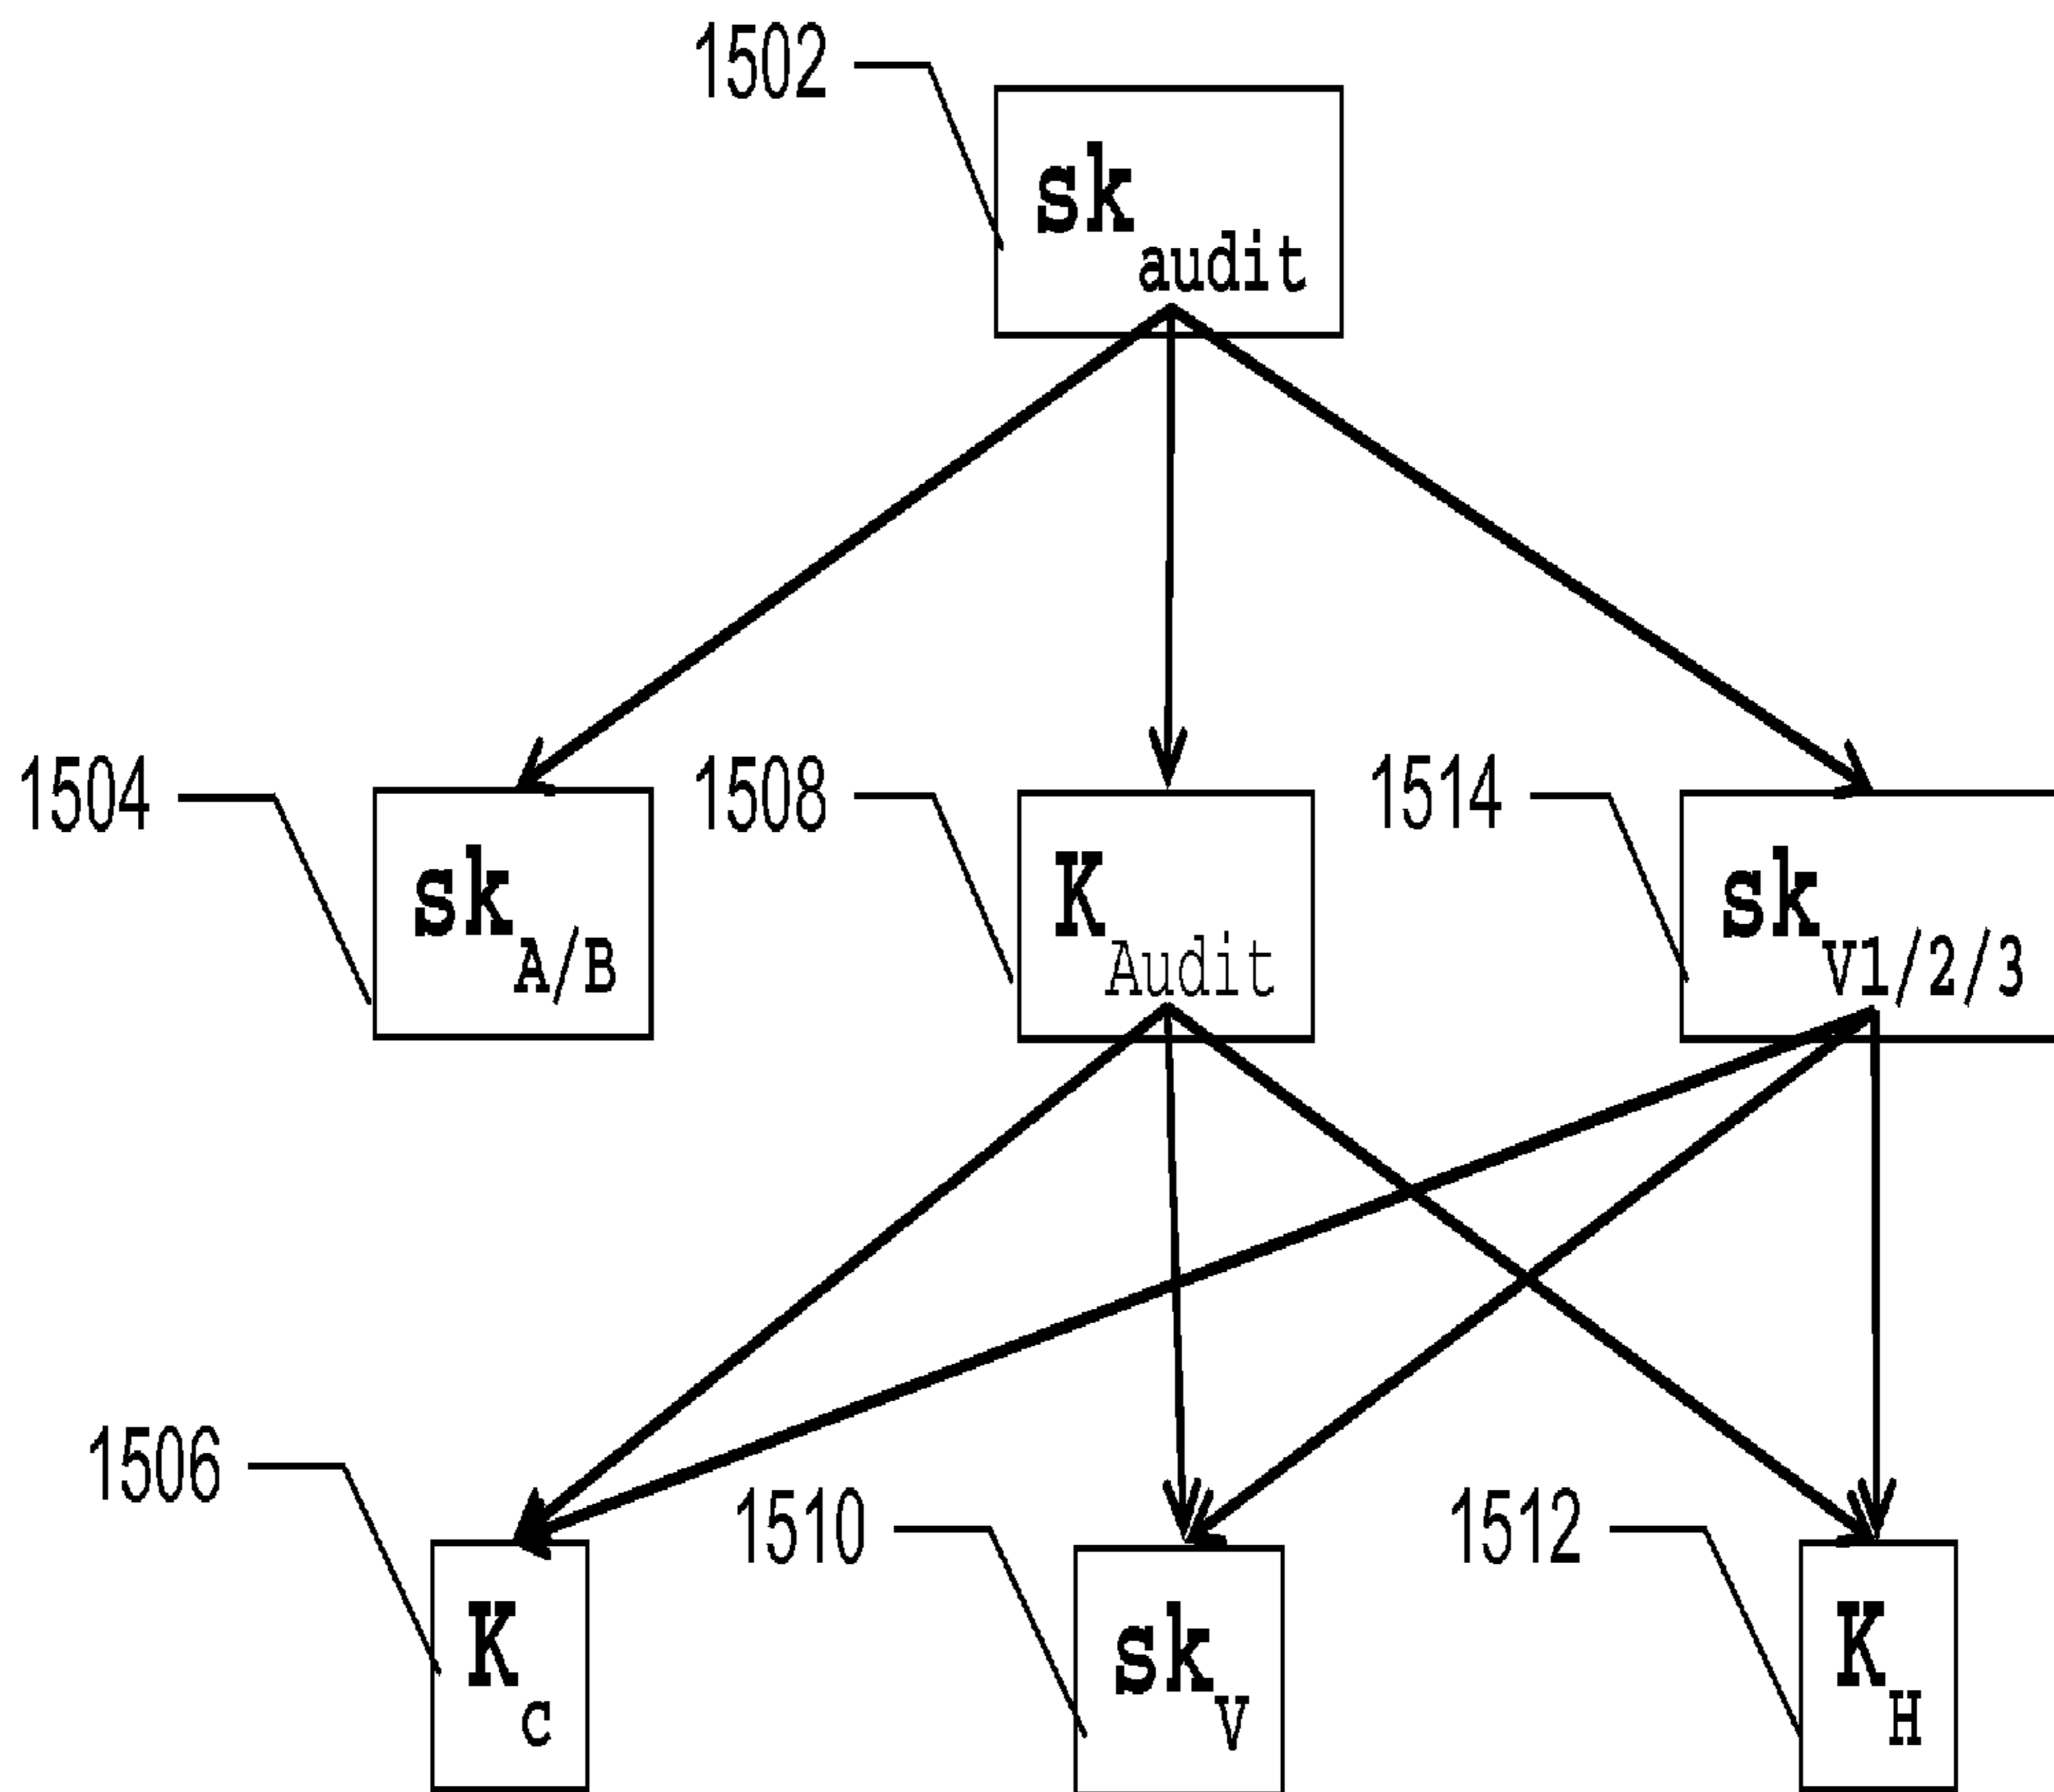 1502
sk audit
1504
sk A/B
1508
K Audit
1514
sk V1/2/3
1506
K C
1510
sk V
1512
K H